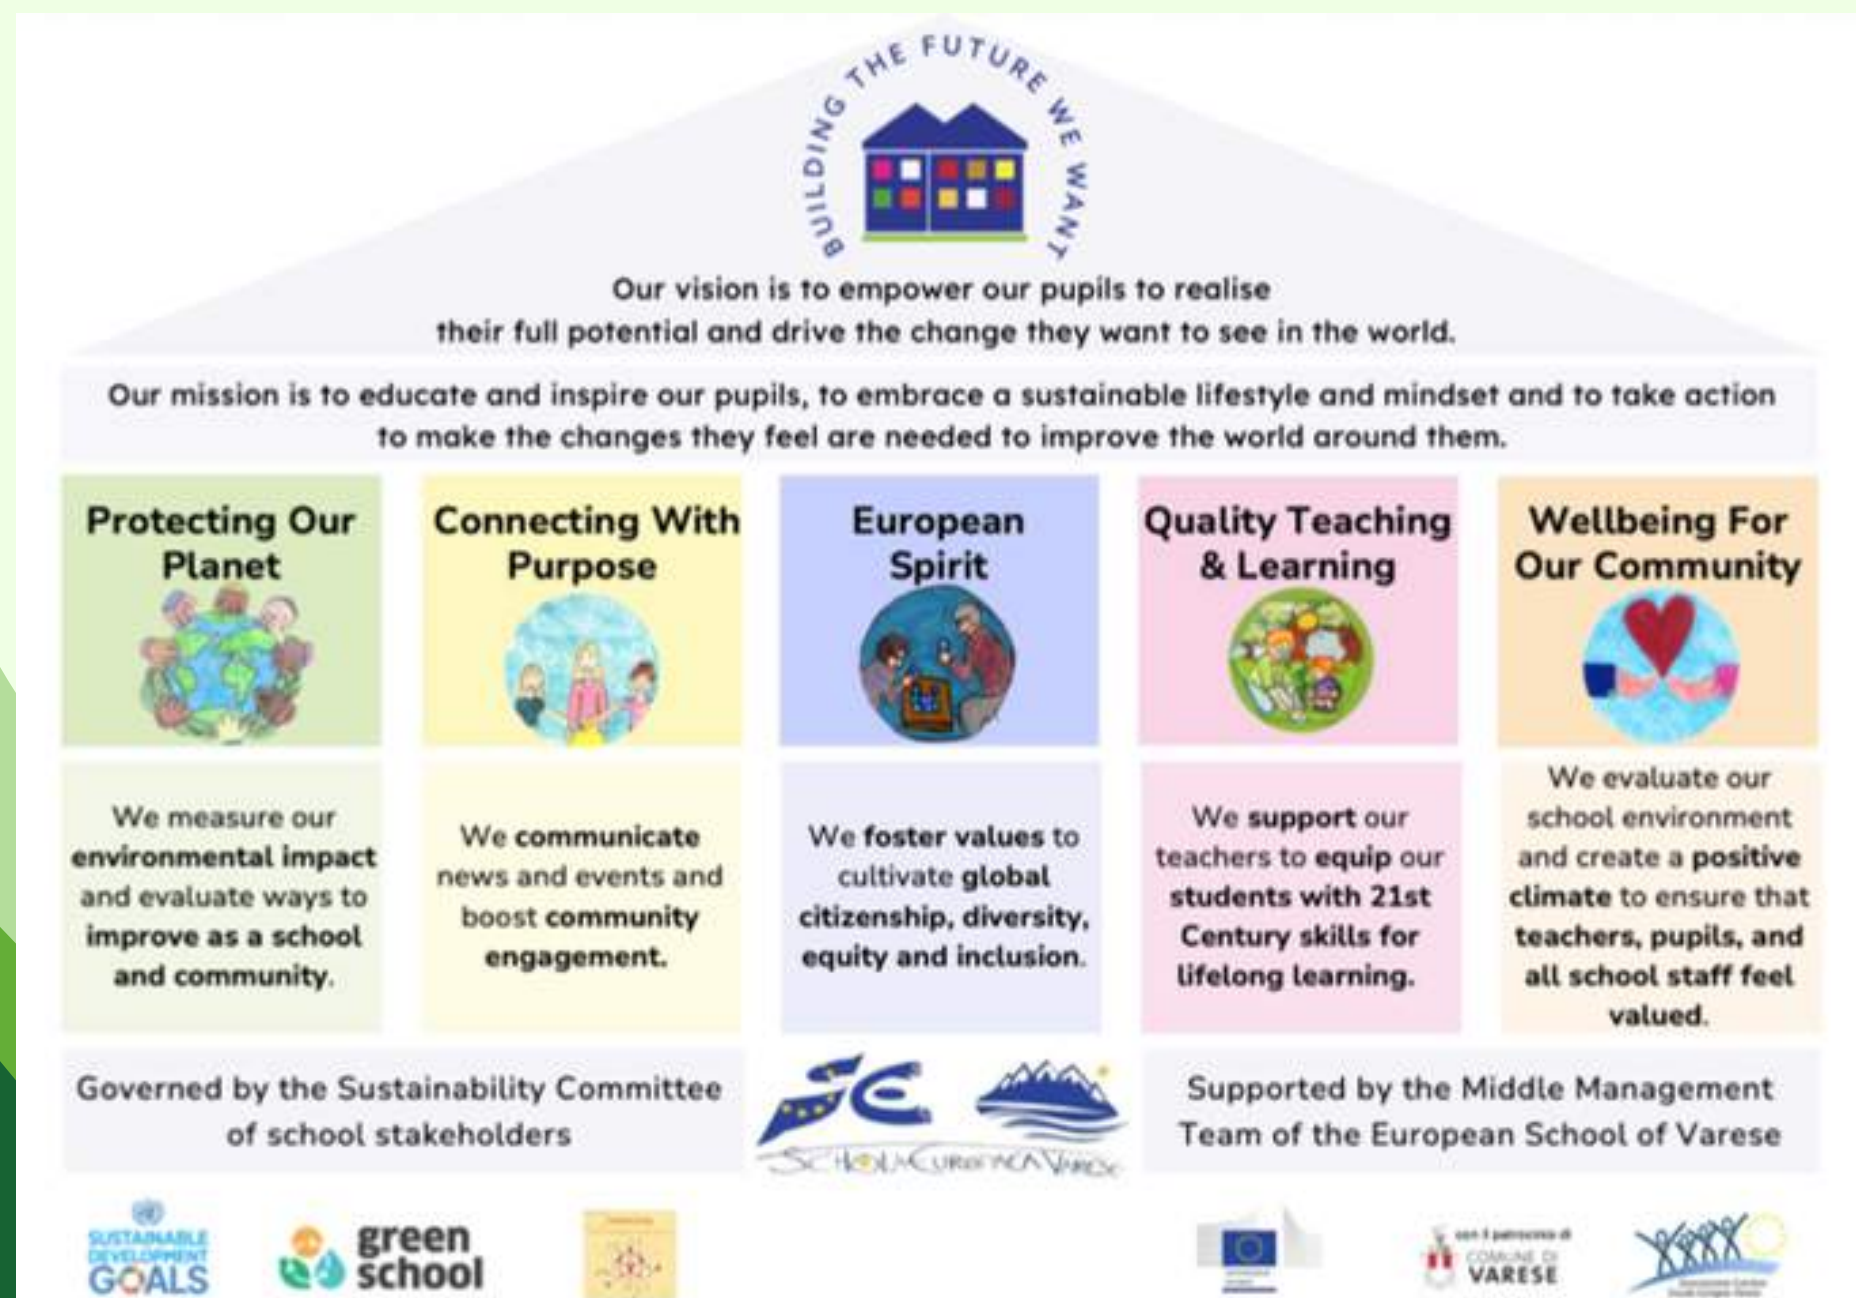 BUILDING THE FUTURE WE WANT
Our vision is to empower our pupils to realise
their full potential and drive the change they want to see in the world.
Our mission is to educate and inspire our pupils, to embrace a sustainable lifestyle and mindset and to take action
to make the changes they feel are needed to improve the world around them.
Protecting Our
Planet
We measure our
environmental impact
and evaluate ways to
improve as a school
and community.
Connecting With
Purpose
We communicate
news and events and
boost community
engagement.
European
Spirit
We foster values to
cultivate global
citizenship, diversity,
equity and inclusion.
Quality Teaching
& Learning
We support our
teachers to equip our
students with 21st
Century skills for
lifelong learning.
Wellbeing For
Our Community
We evaluate our
school environment
and create a positive
climate to ensure that
teachers, pupils, and
all school staff feel
valued.
Governed by the Sustainability Committee
of school stakeholders
SCHOLA EUROPAEA VARESE
Supported by the Middle Management
Team of the European School of Varese
SUSTAINABLE
DEVELOPMENT
GOALS
green
school
con il patrocinio di
COMUNE DI
VARESE